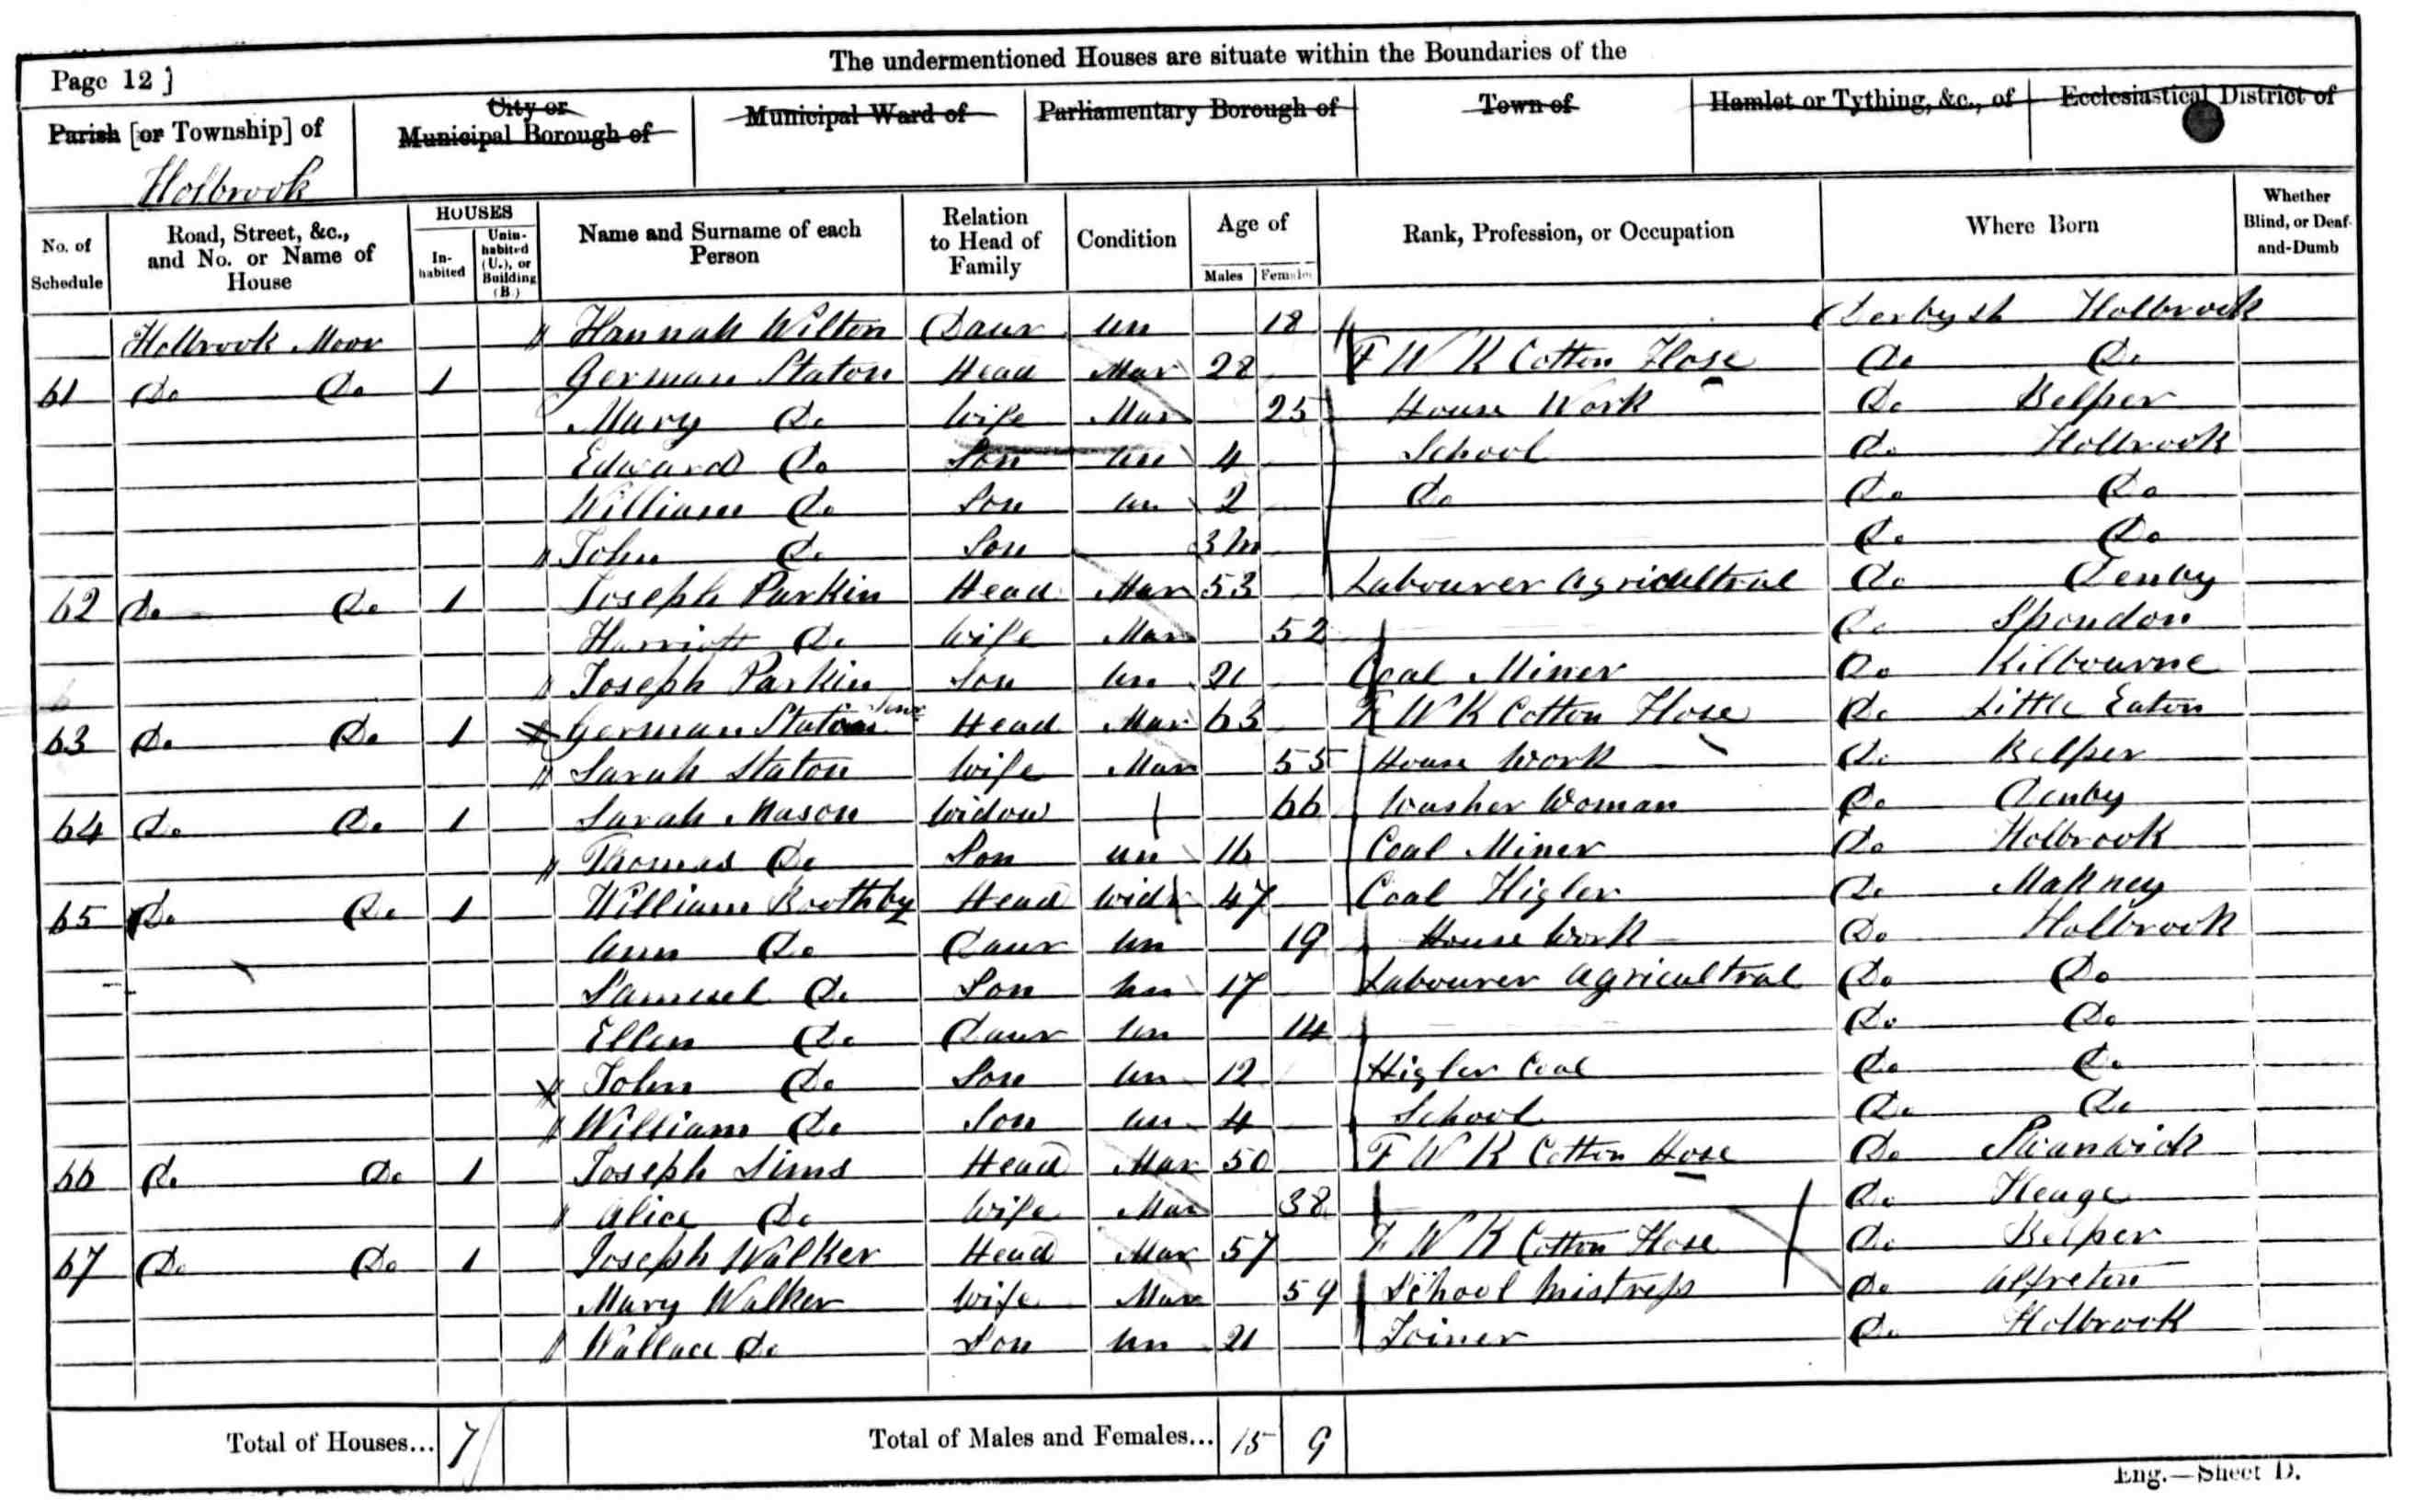 The undermentioned Houses are situate within the Boundaries of the
Page 12]
Parish [or Township] of City or Municipal Borough of Municipal Ward of Parliamentary Borough of Town of Hamlet or Tything, &c., of Ecclesiastical District of
Holbrook
No. of Schedule Road, Street, &c., and No. or Name of House HOUSES In-habited Unin-habited (U.), or Building (B.) Name and Surname of each Person Relation to Head of Family Condition Age of Males Females Rank, Profession, or Occupation Where Born Whether Blind, or Deaf-and-Dumb
Holbrook Moor Hannah Wilton Daur un 18 Derbysh Holbrook
61 Do Do 1 German Staton Head Mar 28 F W K Cotton Hose Do Do
Mary Do Wife Mar 25 House Work Do Belper
Edward Do Son un 4 School Do Holbrook
William Do Son un 2 Do Do Do
John Do Son 3m Do Do
62 Do Do 1 Joseph Parkin Head Mar 53 Labourer Agricultral Do Denby
Harriott Do Wife Mar 52 Do Spondon
Joseph Parkin Son un 21 Coal Miner Do Kilbourne
63 Do Do 1 German Staton Senr Head Mar 63 F W K Cotton Hose Do Little Eaton
Sarah Staton Wife Mar 55 House Work Do Belper
64 Do Do 1 Sarah Mason Widow 66 Washer Woman Do Denby
Thomas Do Son un 16 Coal Miner Do Holbrook
65 Do Do 1 William Boothby Head Widr 47 Coal Higler Do Makney
Ann Do Daur un 19 House Work Do Holbrook
Samuel Do Son un 17 Labourer Agricultral Do Do
Ellen Do Daur un 14 Do Do
John Do Son un 12 Higler Coal Do Do
William Do Son un 4 School Do Do
66 Do Do 1 Joseph Sims Head Mar 50 F W K Cotton Hose Do Swanwick
Alice Do Wife Mar 38 Do Heage
67 Do Do 1 Joseph Walker Head Mar 57 F W K Cotton Hose Do Belper
Mary Walker Wife Mar 59 School Mistress Do Alfreton
Wallace Do Son un 21 Joiner Do Holbrook
Total of Houses... 7 Total of Males and Females... 15 9
Eng.—Sheet D.